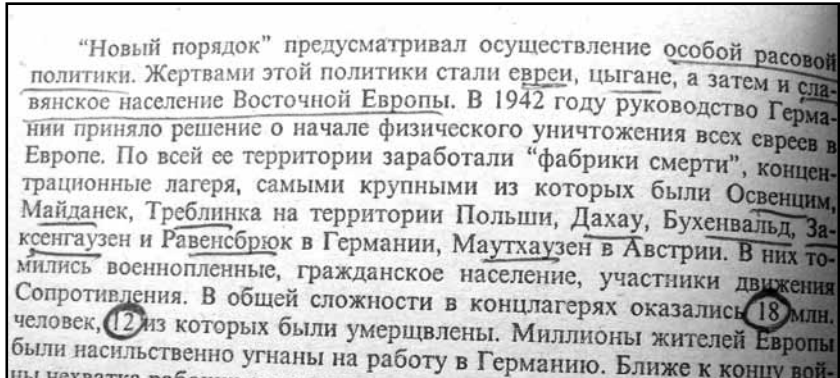 "Новый порядок" предусматривал осуществление особой расовой
политики. Жертвами этой политики стали евреи, цыгане, а затем и сла-
вянское население Восточной Европы. В 1942 году руководство Герма-
нии приняло решение о начале физического уничтожения всех евреев в
Европе. По всей ее территории заработали "фабрики смерти", концен-
трационные лагеря, самыми крупными из которых были Освенцим,
Майданек, Треблинка на территории Польши, Дахау, Бухенвальд, За-
ксенгаузен и Равенсбрюк в Германии, Маутхаузен в Австрии. В них то-
мились военнопленные, гражданское население, участники движения
Сопротивления. В общей сложности в концлагерях оказались 18 млн.
человек, 12 из которых были умерщвлены. Миллионы жителей Европы
были насильственно угнаны на работу в Германию. Ближе к концу вой-
ны нехватка